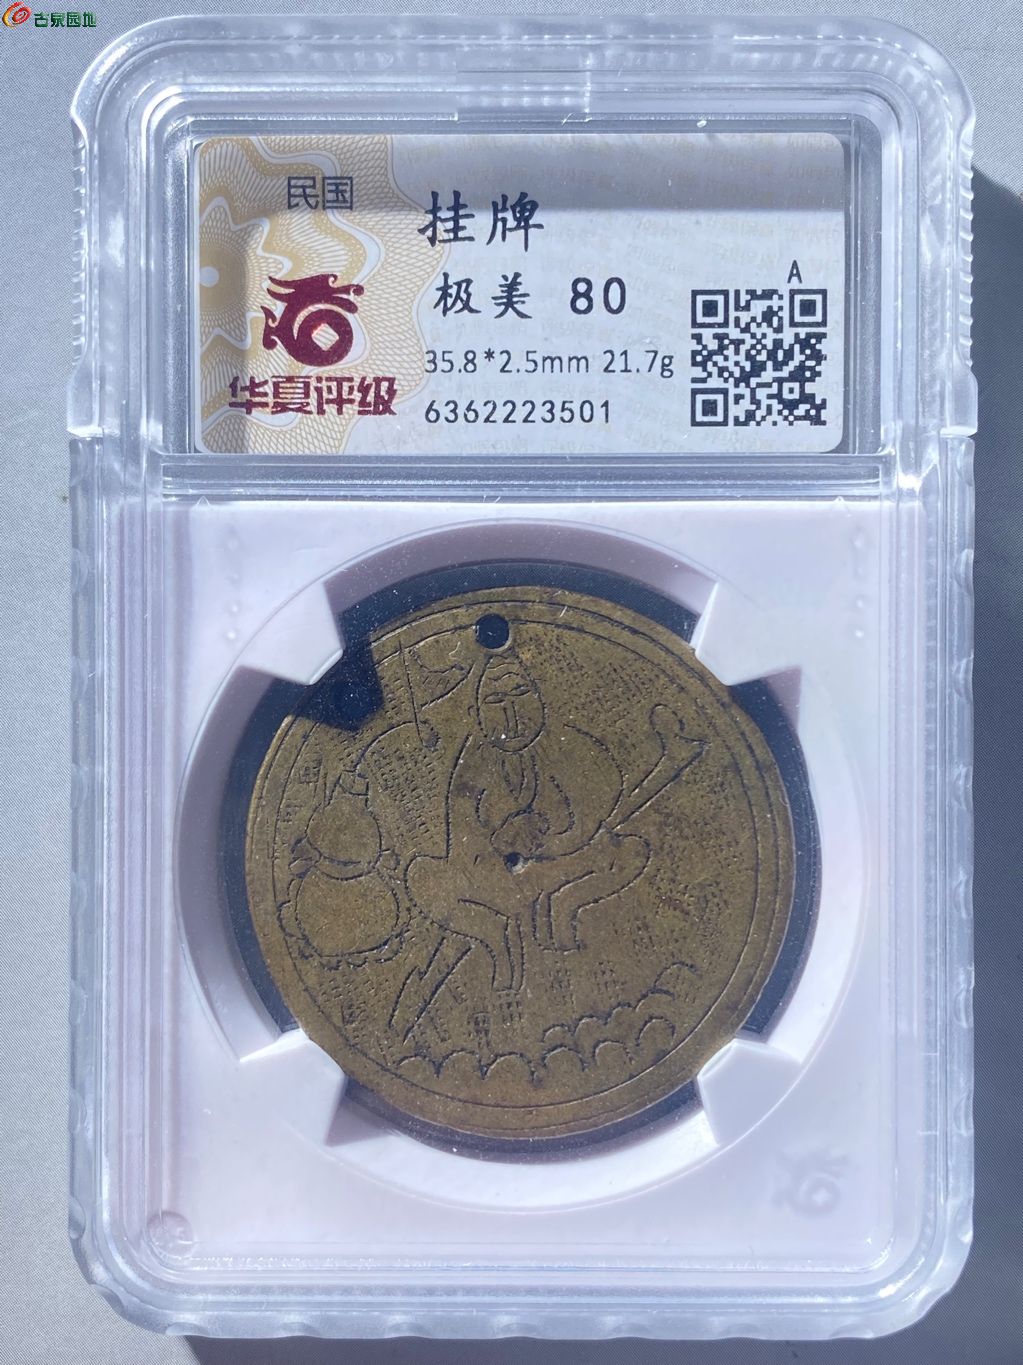 古泉园地
民国
挂牌
极美 80
A
35.8*2.5mm 21.7g
华夏评级
6362223501